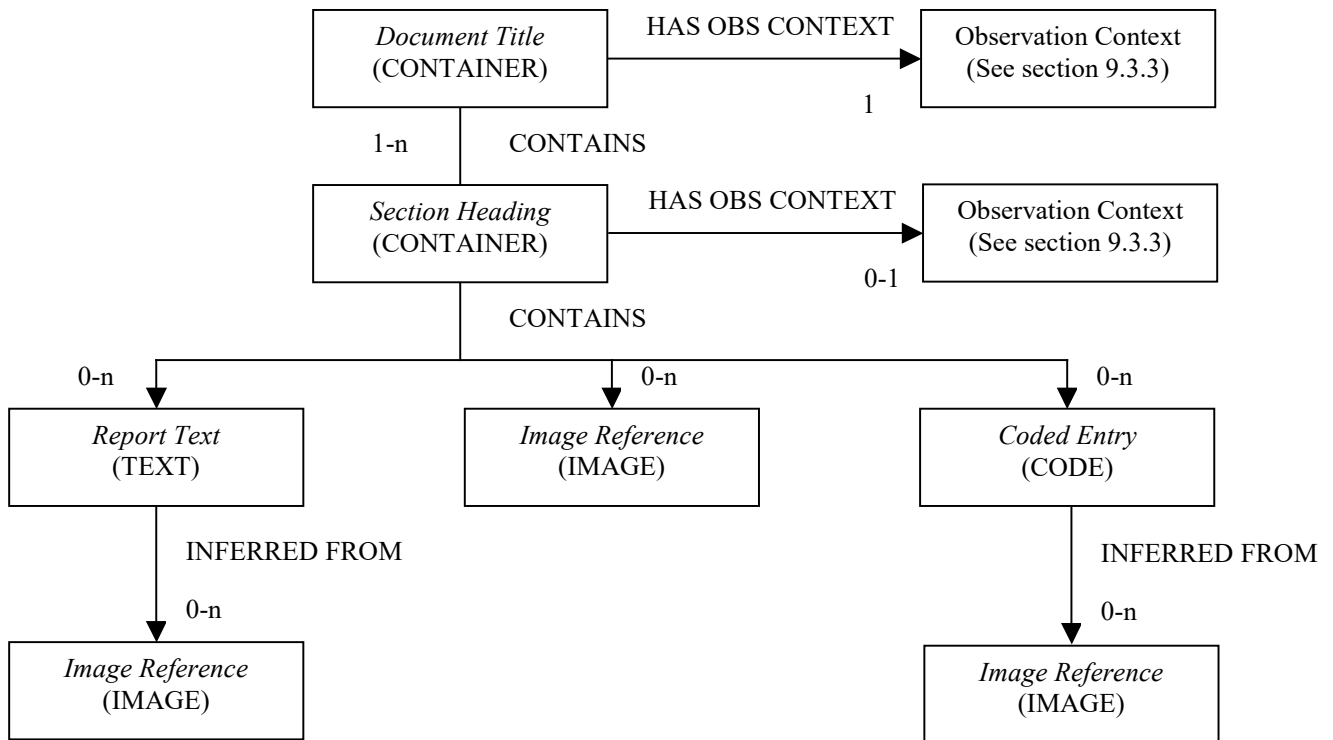 Document Title
(CONTAINER)
HAS OBS CONTEXT
1
Observation Context
(See section 9.3.3)
1-n
CONTAINS
Section Heading
(CONTAINER)
HAS OBS CONTEXT
0-1
Observation Context
(See section 9.3.3)
CONTAINS
0-n
0-n
0-n
Report Text
(TEXT)
Image Reference
(IMAGE)
Coded Entry
(CODE)
INFERRED FROM
0-n
INFERRED FROM
0-n
Image Reference
(IMAGE)
Image Reference
(IMAGE)